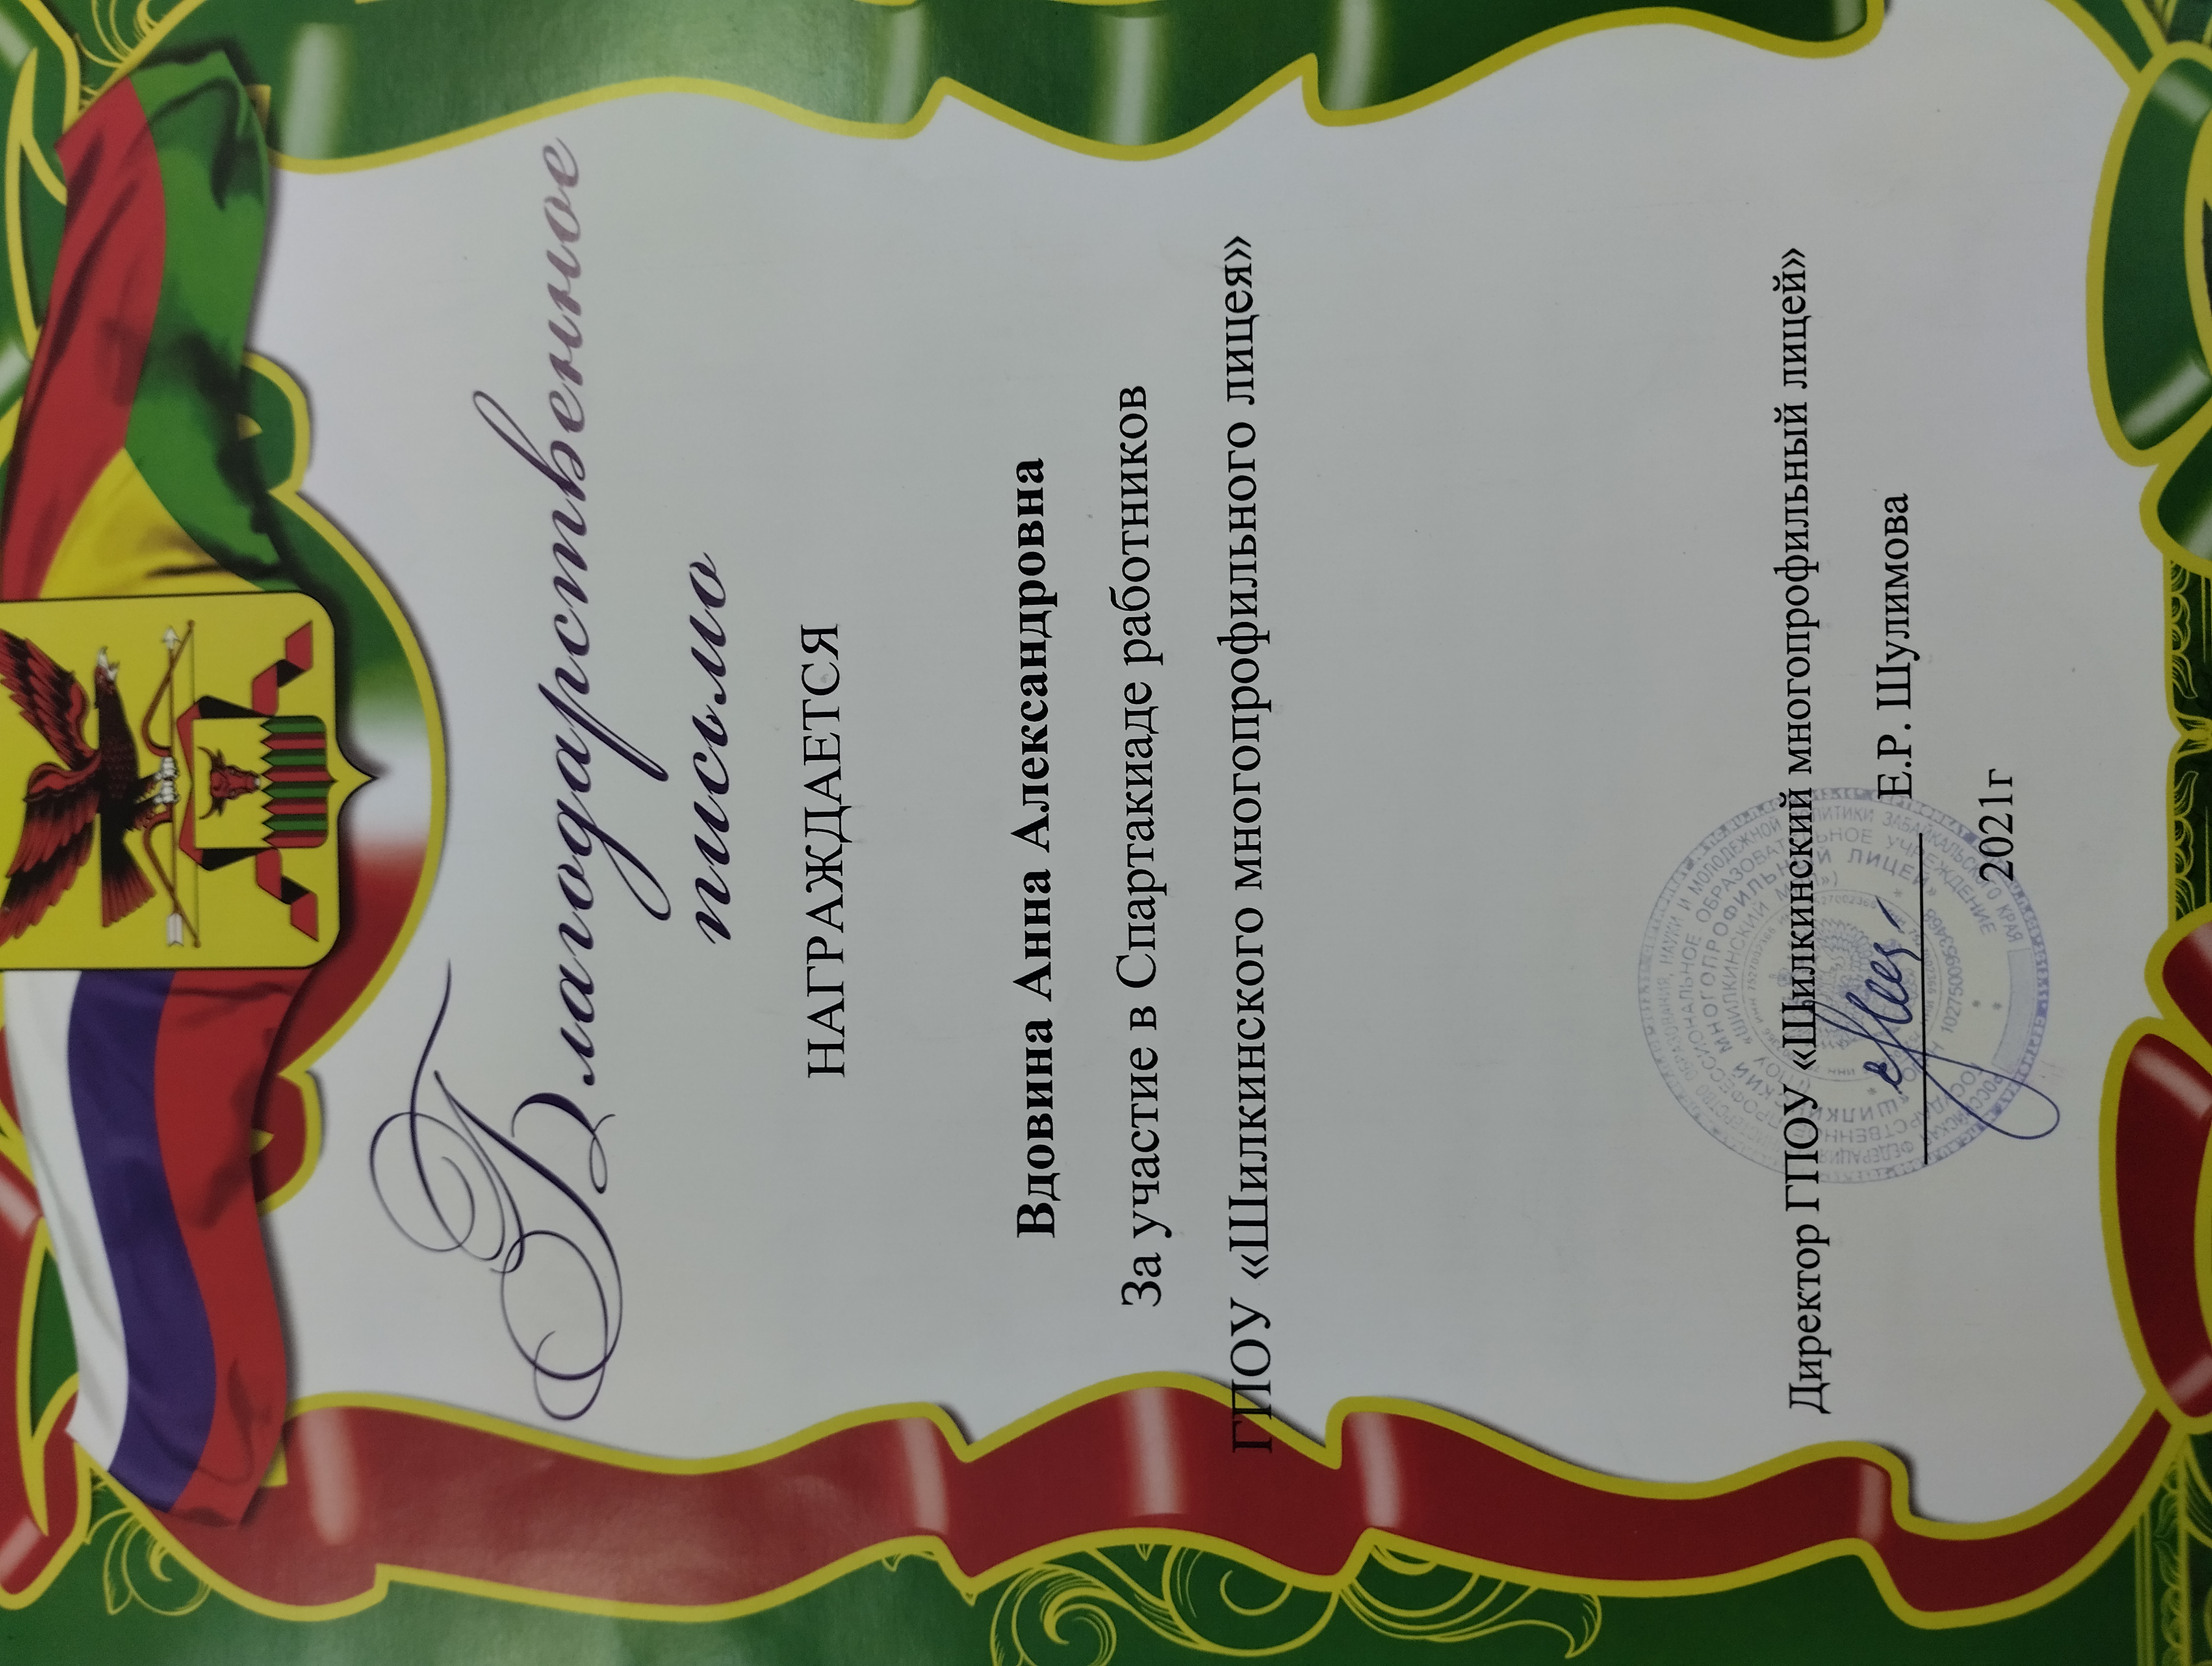 Благодарственное
письмо
НАГРАЖДАЕТСЯ
Вдовина Анна Александровна
За участие в Спартакиаде работников
ГПОУ «Шилкинского многопрофильного лицея»
Директор ГПОУ «Шилкинский многопрофильный лицей»
Е.Р. Шулимова
2021г